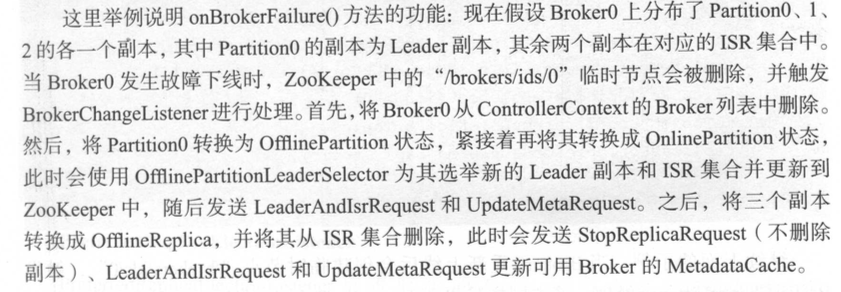 这里举例说明 onBrokerFailure()方法的功能：现在假设 Broker0 上分布了 Partition0、1、
2 的各一个副本，其中 Partition0 的副本为 Leader 副本，其余两个副本在对应的 ISR 集合中。
当 Broker0 发生故障下线时，ZooKeeper 中的“/brokers/ids/0”临时节点会被删除，并触发
BrokerChangeListener 进行处理。首先，将 Broker0 从 ControllerContext 的 Broker 列表中删除。
然后，将 Partition0 转换为 OfflinePartition 状态，紧接着再将其转换成 OnlinePartition 状态，
此时会使用 OfflinePartitionLeaderSelector 为其选举新的 Leader 副本和 ISR 集合并更新到
ZooKeeper 中，随后发送 LeaderAndIsrRequest 和 UpdateMetaRequest。之后，将三个副本
转换成 OfflineReplica，并将其从 ISR 集合删除，此时会发送 StopReplicaRequest（不删除
副本）、LeaderAndIsrRequest 和 UpdateMetaRequest 更新可用 Broker 的 MetadataCache。